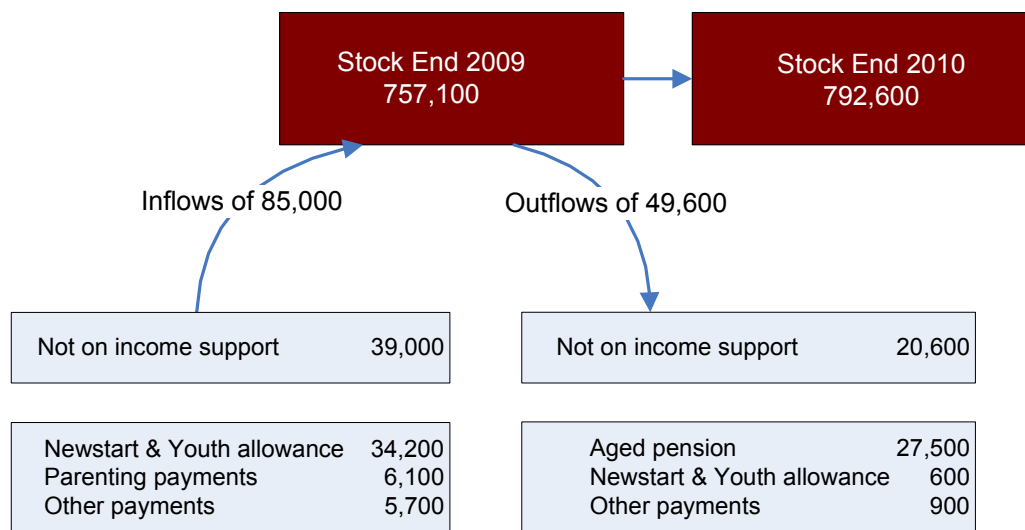 Stock End 2009
757,100
Stock End 2010
792,600
Inflows of 85,000
Outflows of 49,600
Not on income support 39,000
Newstart & Youth allowance 34,200
Parenting payments 6,100
Other payments 5,700
Not on income support 20,600
Aged pension 27,500
Newstart & Youth allowance 600
Other payments 900